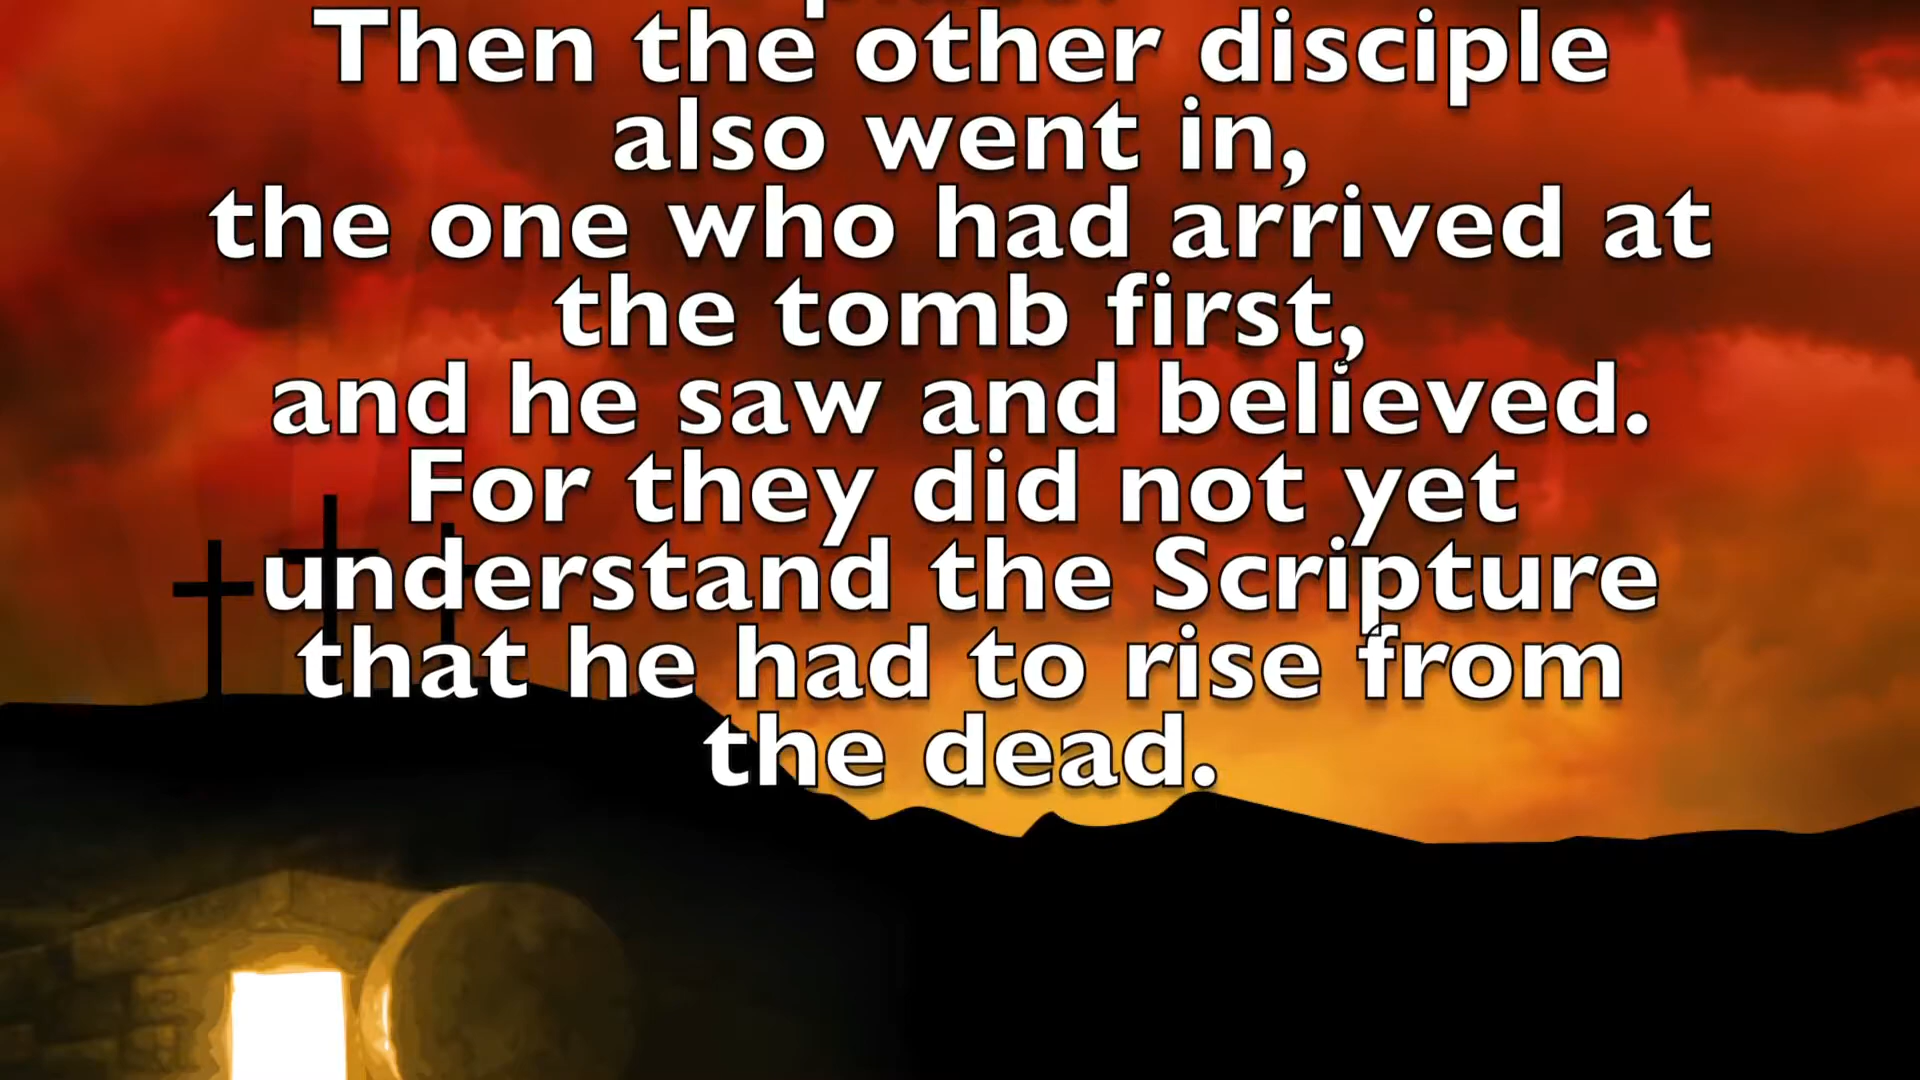 Then the other disciple
also went in,
the one who had arrived at
the tomb first,
and he saw and believed.
For they did not yet
understand the Scripture
that he had to rise from
the dead.